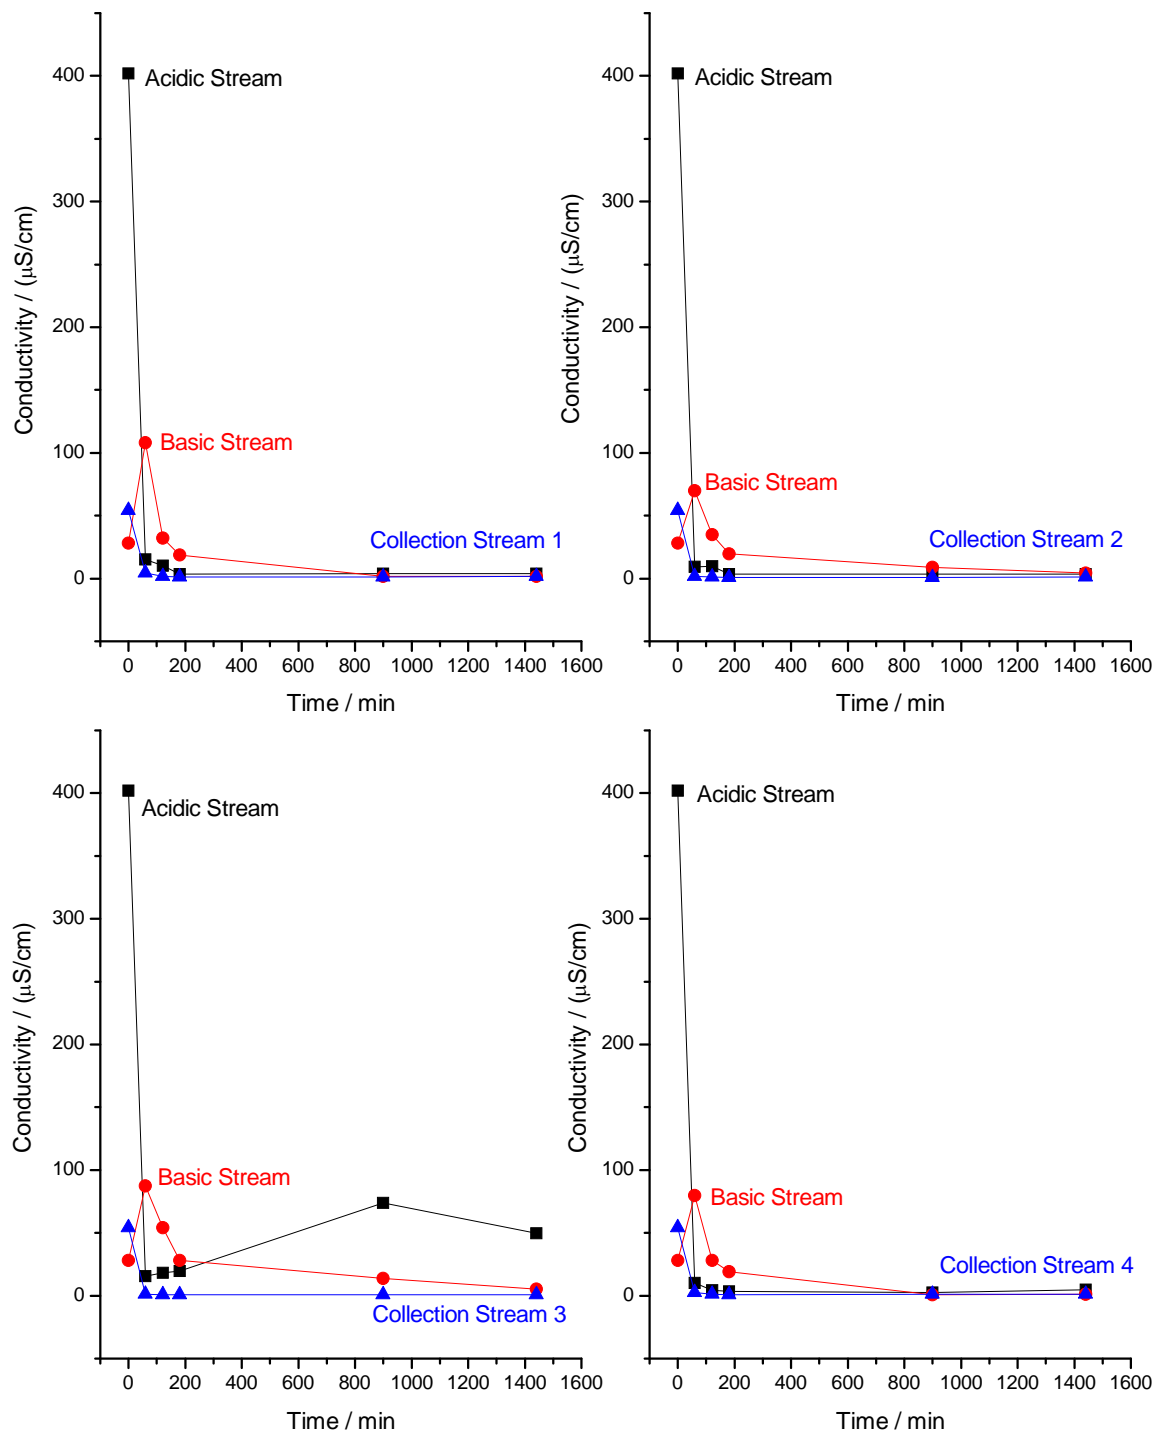 400
300
200
100
0
Conductivity / (μS/cm)
Acidic Stream
Basic Stream
Collection Stream 1
0 200 400 600 800 1000 1200 1400 1600
Time / min
400
300
200
100
0
Conductivity / (μS/cm)
Acidic Stream
Basic Stream
Collection Stream 2
0 200 400 600 800 1000 1200 1400 1600
Time / min
400
300
200
100
0
Conductivity / (μS/cm)
Acidic Stream
Basic Stream
Collection Stream 3
0 200 400 600 800 1000 1200 1400 1600
Time / min
400
300
200
100
0
Conductivity / (μS/cm)
Acidic Stream
Basic Stream
Collection Stream 4
0 200 400 600 800 1000 1200 1400 1600
Time / min